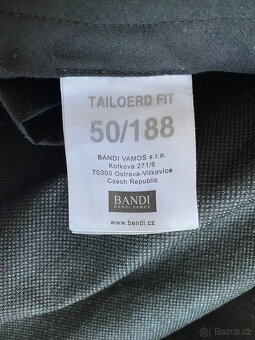 TAILOERD FIT
50/188
BANDI VAMOS s.r.o.
Kotkova 271/6
70300 Ostrava-Vitkovice
Czech Republic
BANDI
BANDI VAMOS
www.bandi.cz
bazos.cz